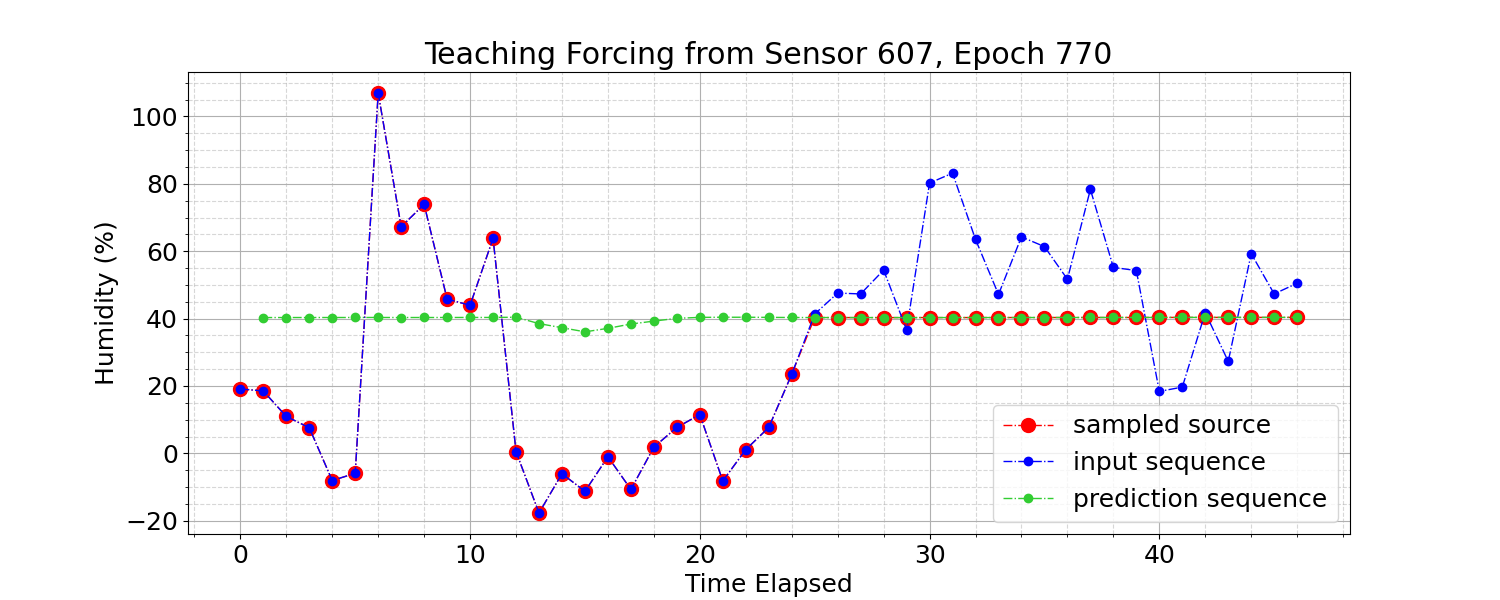 Teaching Forcing from Sensor 607, Epoch 770
Humidity (%)
100
80
60
40
20
0
−20
0 10 20 30 40
Time Elapsed
sampled source
input sequence
prediction sequence